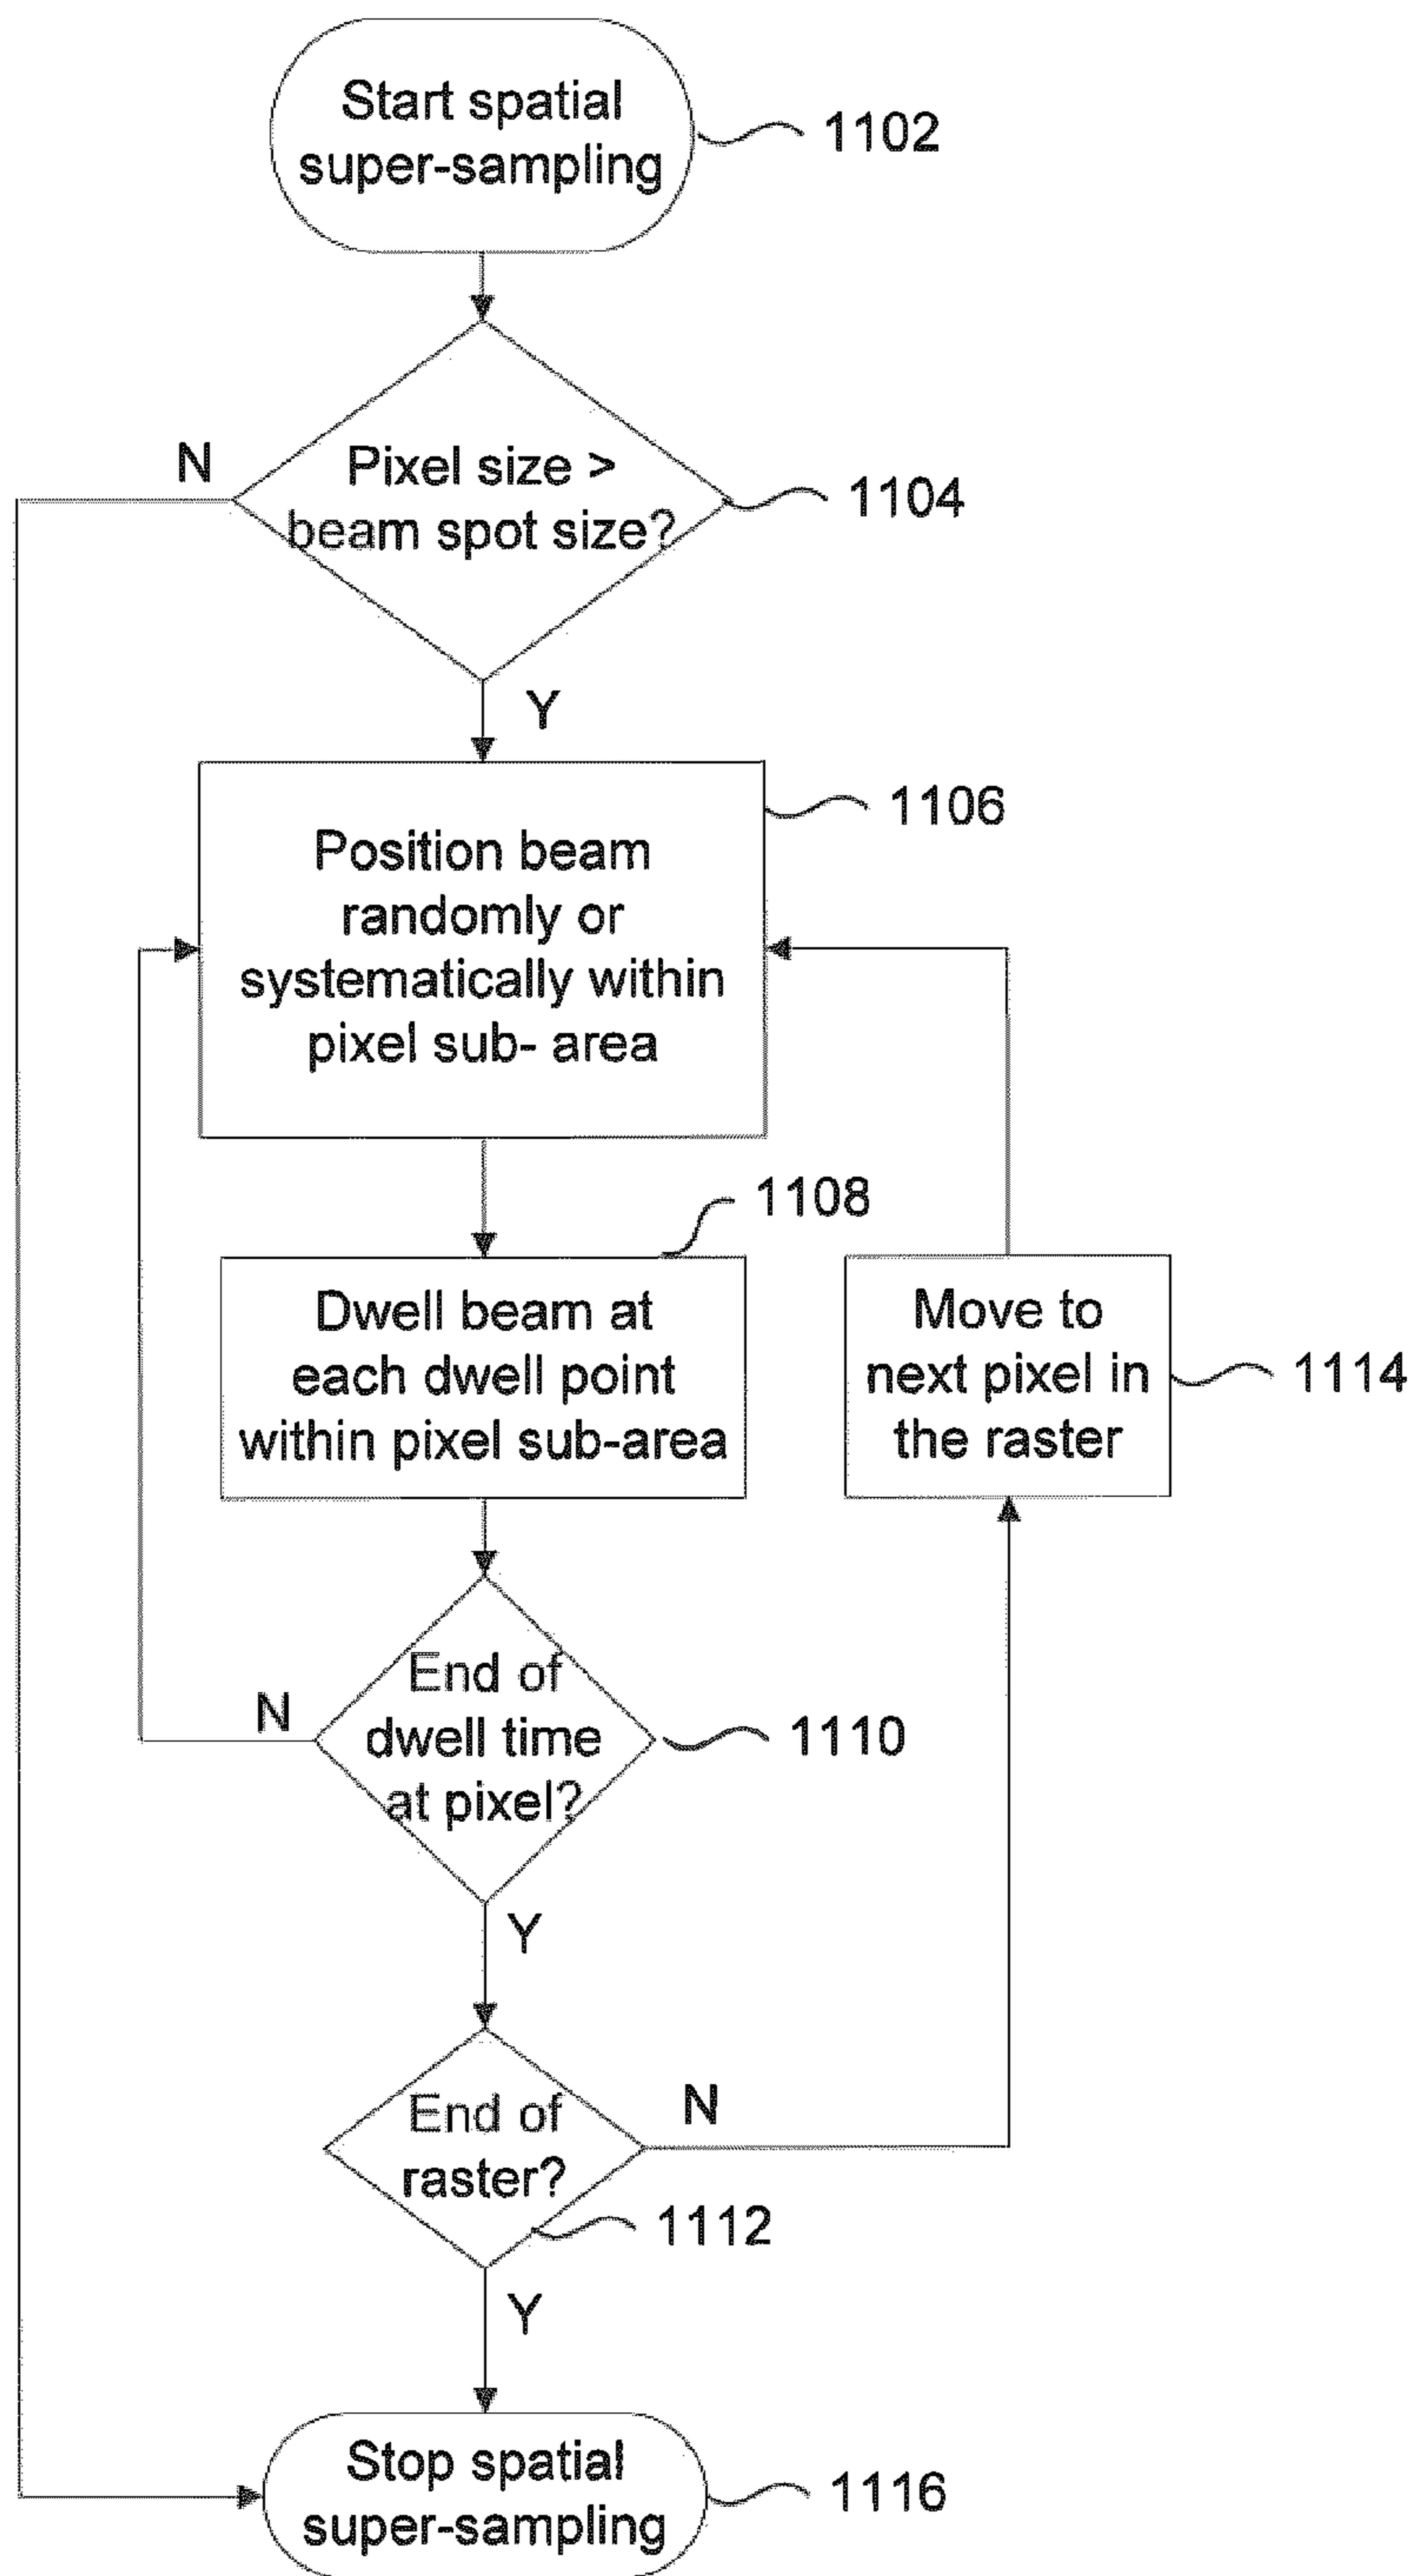 Start spatial
super-sampling
1102
N
Pixel size >
beam spot size?
1104
Y
1106
Position beam
randomly or
systematically within
pixel sub- area
1108
Dwell beam at
each dwell point
within pixel sub-area
Move to
next pixel in
the raster
1114
N
End of
dwell time
at pixel?
1110
Y
End of
raster?
N
1112
Y
Stop spatial
super-sampling
1116